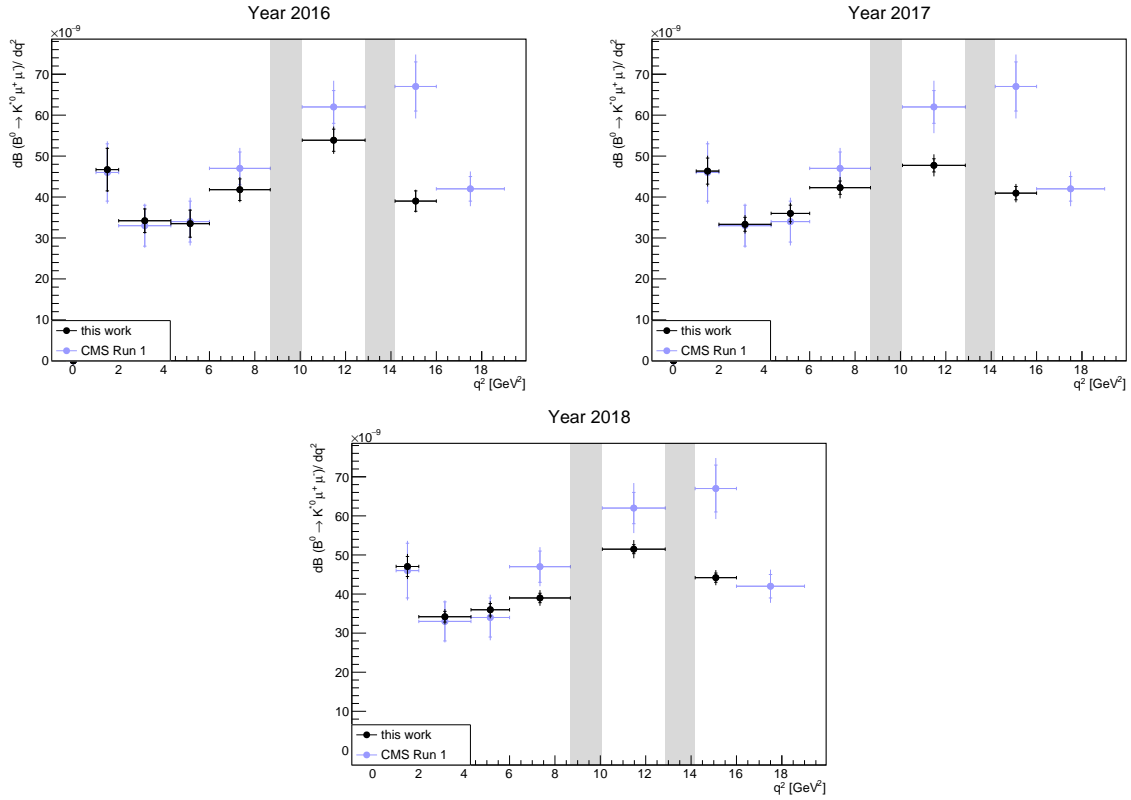 Year 2016
×10⁻⁹
dB (B⁰ → K*⁰ μ⁺ μ⁻)/ dq²
70
60
50
40
30
20
10
0
this work
CMS Run 1
0 2 4 6 8 10 12 14 16 18
q² [GeV²]
Year 2017
×10⁻⁹
dB (B⁰ → K*⁰ μ⁺ μ⁻)/ dq²
70
60
50
40
30
20
10
0
this work
CMS Run 1
0 2 4 6 8 10 12 14 16 18
q² [GeV²]
Year 2018
×10⁻⁹
dB (B⁰ → K*⁰ μ⁺ μ⁻)/ dq²
70
60
50
40
30
20
10
0
this work
CMS Run 1
0 2 4 6 8 10 12 14 16 18
q² [GeV²]